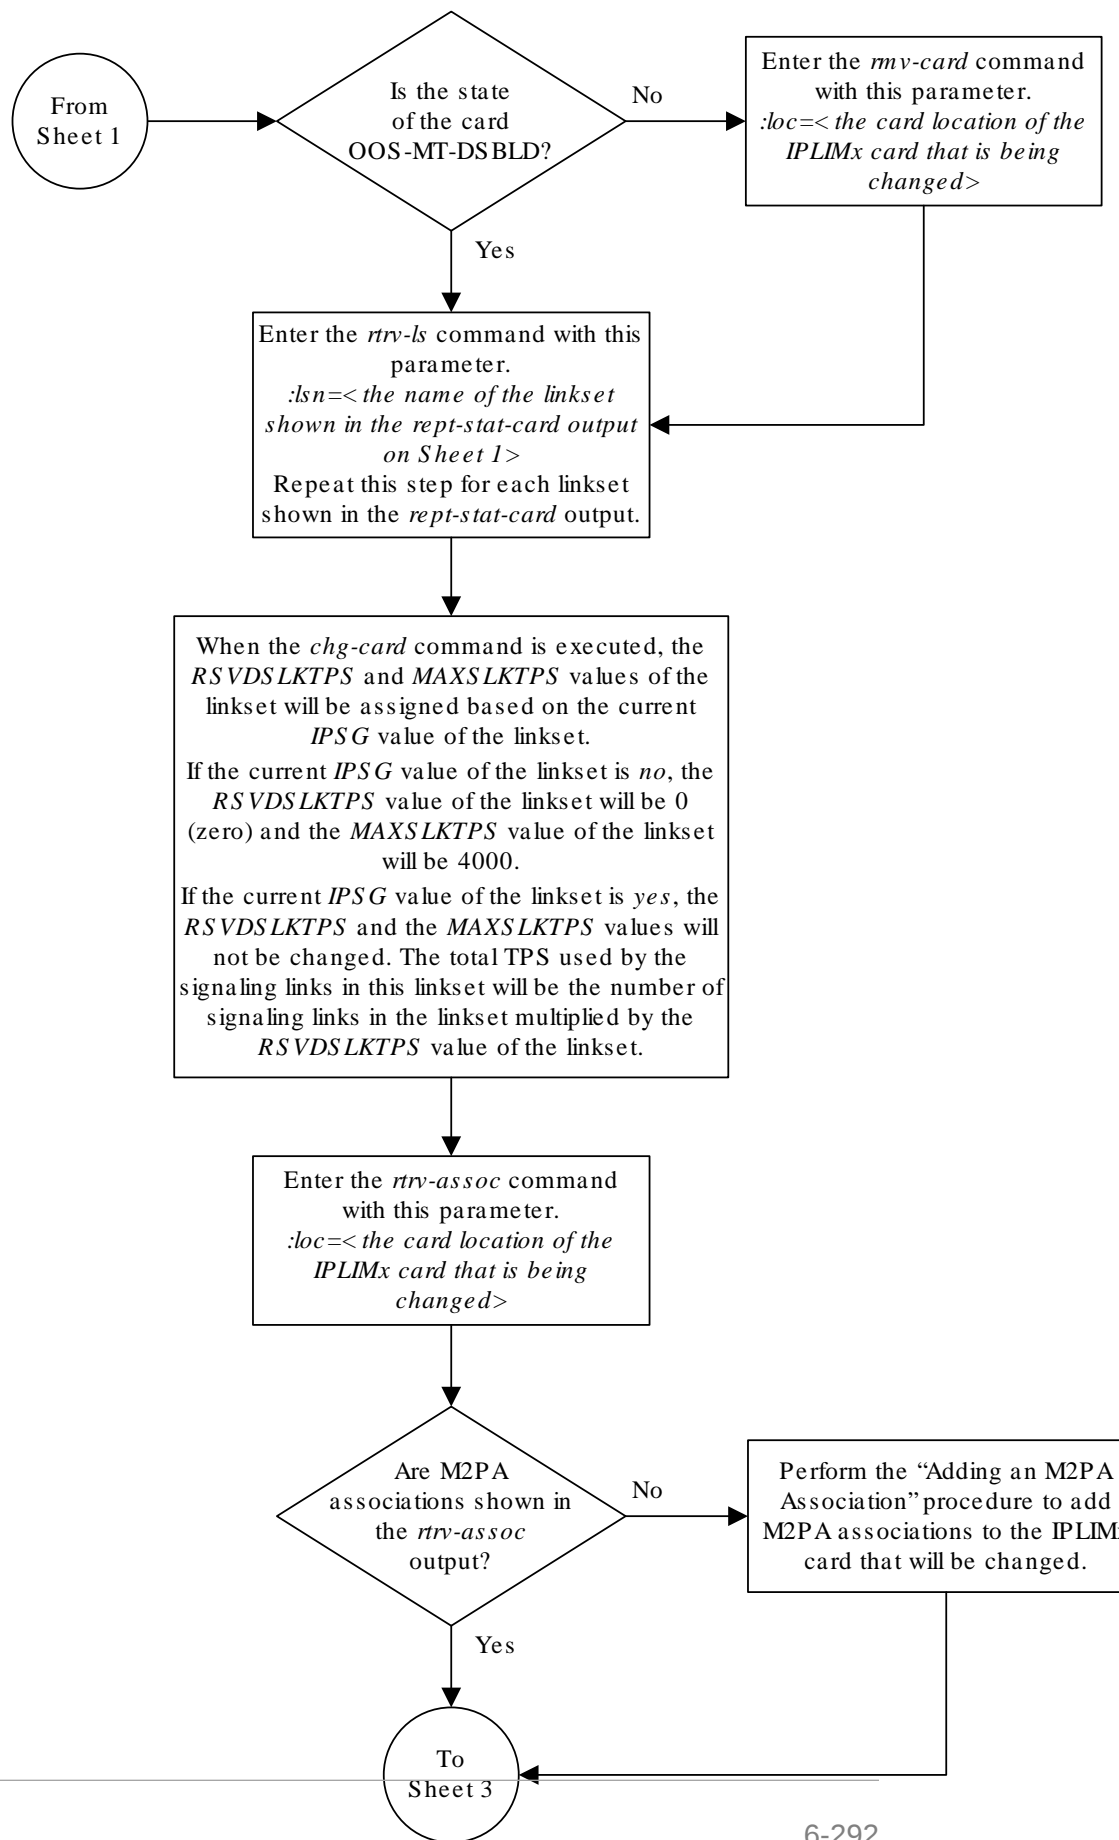 From
Sheet 1
Is the state
of the card
OOS-MT-DSBLD?
No
Enter the rmv-card command
with this parameter.
:loc=<the card location of the
IPLIMx card that is being
changed>
Yes
Enter the rtrv-ls command with this
parameter.
:lsn=<the name of the linkset
shown in the rept-stat-card output
on Sheet 1>
Repeat this step for each linkset
shown in the rept-stat-card output.
When the chg-card command is executed, the
RSVDSLKTPS and MAXSLKTPS values of the
linkset will be assigned based on the current
IPSG value of the linkset.
If the current IPSG value of the linkset is no, the
RSVDSLKTPS value of the linkset will be 0
(zero) and the MAXSLKTPS value of the linkset
will be 4000.
If the current IPSG value of the linkset is yes, the
RSVDSLKTPS and the MAXSLKTPS values will
not be changed. The total TPS used by the
signaling links in this linkset will be the number of
signaling links in the linkset multiplied by the
RSVDSLKTPS value of the linkset.
Enter the rtrv-assoc command
with this parameter.
:loc=<the card location of the
IPLIMx card that is being
changed>
Are M2PA
associations shown in
the rtrv-assoc
output?
No
Perform the “Adding an M2PA
Association” procedure to add
M2PA associations to the IPLIMx
card that will be changed.
Yes
To
Sheet 3
6-292